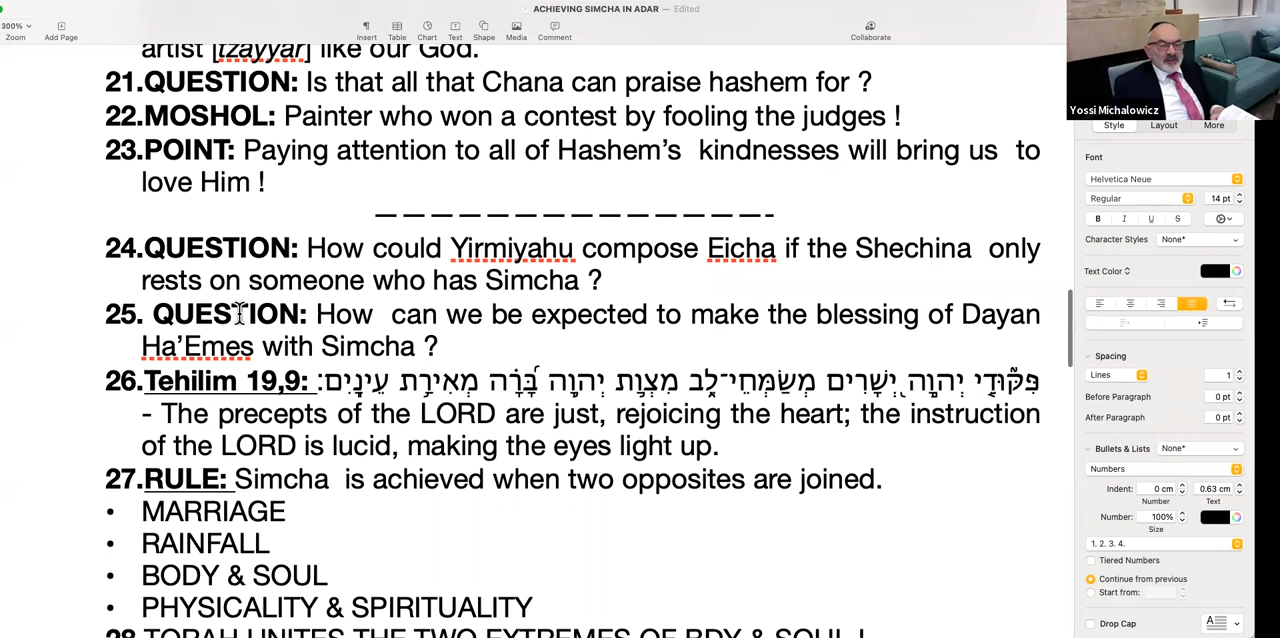 ACHIEVING SIMCHA IN ADAR — Edited
300%
Zoom
Add Page
Insert
Table
Chart
Text
Shape
Media
Comment
Collaborate
artist [tzayyar] like our God.
21.QUESTION: Is that all that Chana can praise hashem for ?
22.MOSHOL: Painter who won a contest by fooling the judges !
23.POINT: Paying attention to all of Hashem’s kindnesses will bring us to
love Him !
— — — — — — — — — — — — — — -
24.QUESTION: How could Yirmiyahu compose Eicha if the Shechina only
rests on someone who has Simcha ?
25. QUESTION: How can we be expected to make the blessing of Dayan
Ha’Emes with Simcha ?
26.Tehilim 19,9: פִּקּ֘וּדֵ֤י יְהוָ֣ה יְ֭שָׁרִים מְשַׂמְּחֵי־לֵ֑ב מִצְוַ֥ת יְהוָ֥ה בָּ֝רָ֗ה מְאִירַ֥ת עֵינָֽיִם׃
- The precepts of the LORD are just, rejoicing the heart; the instruction
of the LORD is lucid, making the eyes light up.
27.RULE: Simcha is achieved when two opposites are joined.
• MARRIAGE
• RAINFALL
• BODY & SOUL
• PHYSICALITY & SPIRITUALITY
28.TORAH UNITES THE TWO EXTREMES OF BDY & SOUL !
Yossi Michalowicz
Style
Layout
More
Font
Helvetica Neue
Regular
14 pt
B I U S
Character Styles None*
Text Color
Spacing
Lines
1
Before Paragraph
0 pt
After Paragraph
0 pt
Bullets & Lists
None*
Numbers
Indent: 0 cm 0.63 cm
Number Text
Number: 100%
Size
1. 2. 3. 4.
Tiered Numbers
Continue from previous
Start from:
Drop Cap